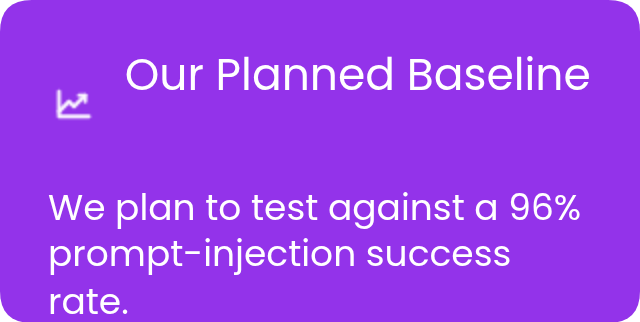 Our Planned Baseline
We plan to test against a 96%
prompt-injection success
rate.